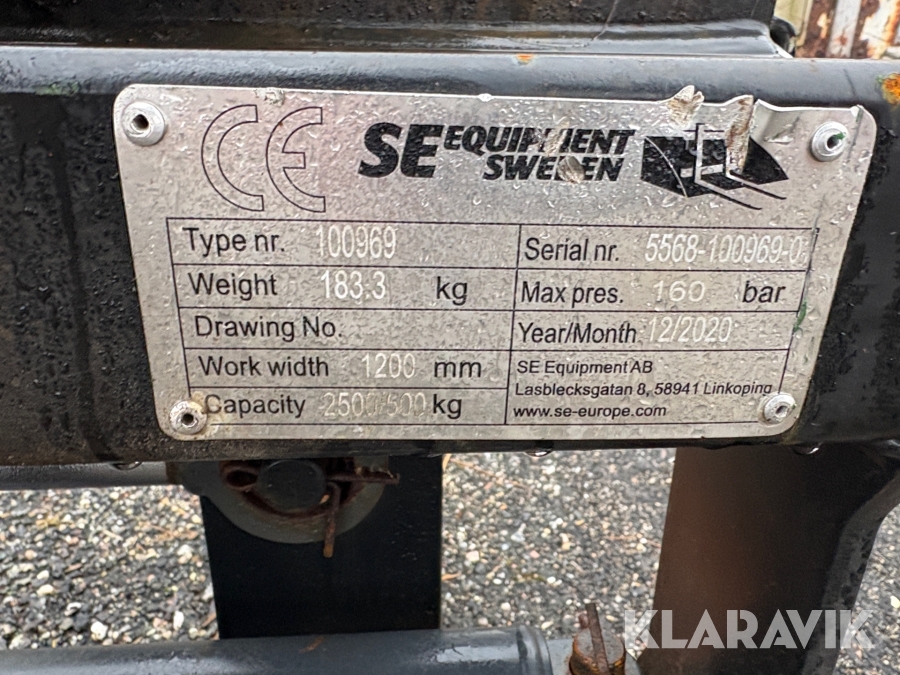 CE
SE EQUIPMENT
SWEDEN
Type nr. 100969
Serial nr. 5568-100969-0
Weight 183.3 kg
Max pres. 160 bar
Drawing No.
Year/Month 12/2020
Work width 1200 mm
SE Equipment AB
Lasblecksgatan 8, 58941 Linkoping
Capacity 2500/500 kg
www.se-europe.com
KLARAVIK